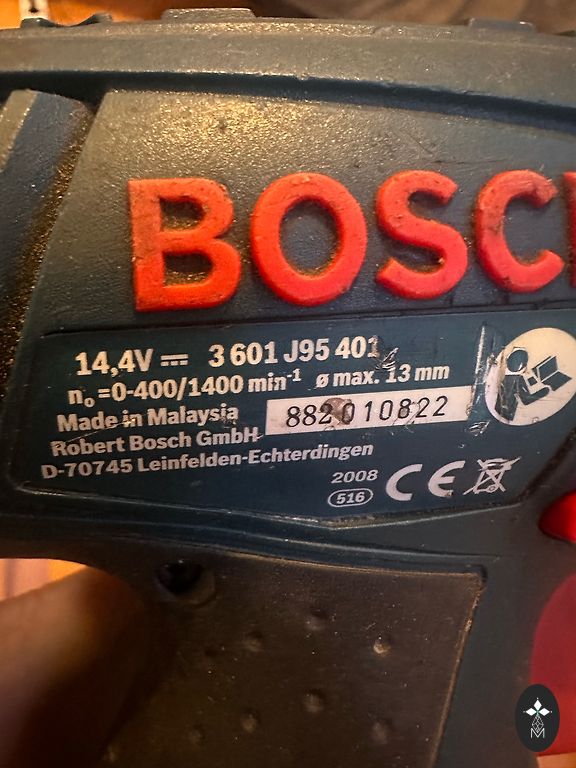 BOSC
14,4V ⎓ 3 601 J95 401
n₀=0-400/1400 min⁻¹ ø max. 13 mm
Made in Malaysia
882010822
Robert Bosch GmbH
D-70745 Leinfelden-Echterdingen
2008
516 CE
M